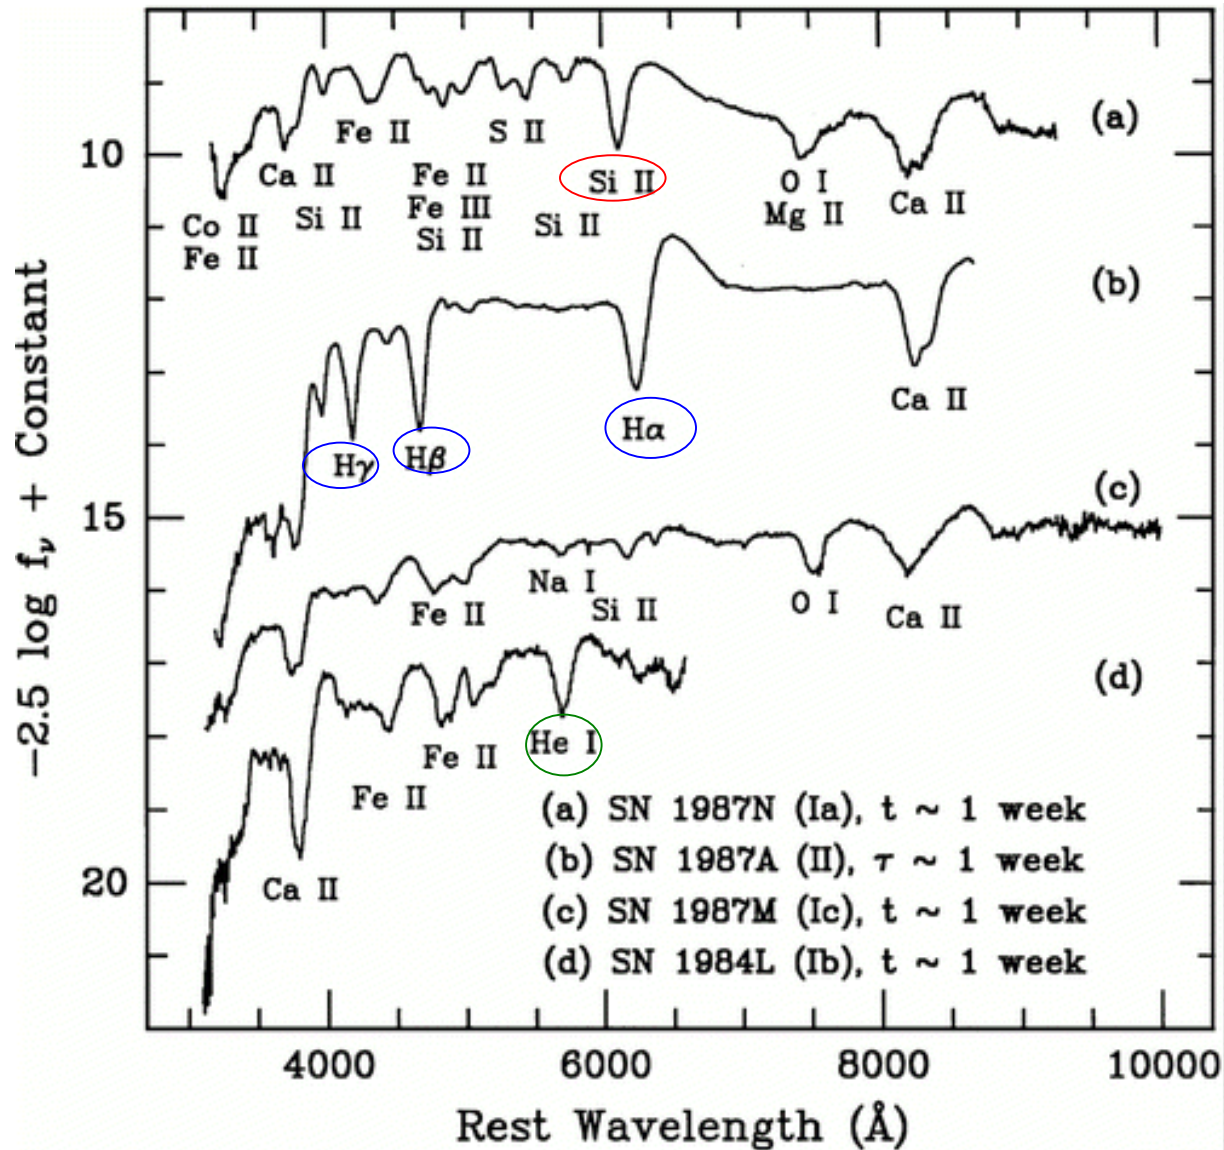 (a)
Fe II
S II
10
Ca II
Fe II
Si II
O I
Fe III
Mg II
Ca II
Co II
Si II
Si II
Si II
Fe II
(b)
Ca II
Hα
Hγ
Hβ
(c)
15
Na I
Fe II
Si II
O I
Ca II
(d)
He I
Fe II
Fe II
(a) SN 1987N (Ia), t ~ 1 week
(b) SN 1987A (II), τ ~ 1 week
20
Ca II
(c) SN 1987M (Ic), t ~ 1 week
(d) SN 1984L (Ib), t ~ 1 week
−2.5 log fν + Constant
4000
6000
8000
10000
Rest Wavelength (Å)